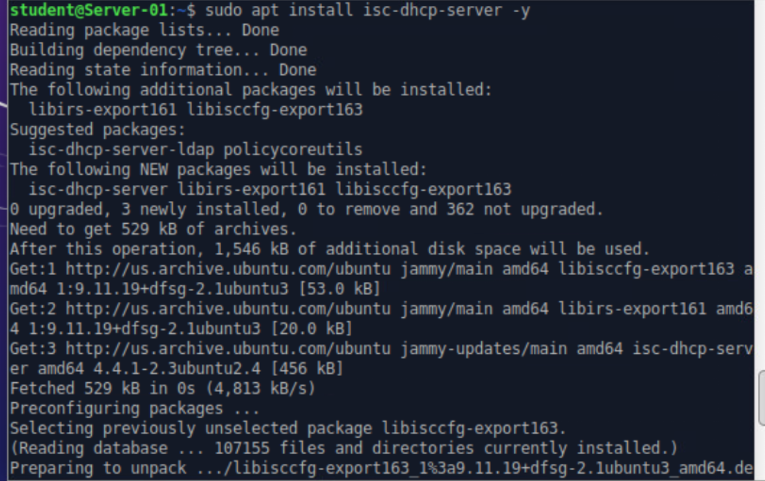 student@Server-01:~$ sudo apt install isc-dhcp-server -y
Reading package lists... Done
Building dependency tree... Done
Reading state information... Done
The following additional packages will be installed:
  libirs-export161 libisccfg-export163
Suggested packages:
  isc-dhcp-server-ldap policycoreutils
The following NEW packages will be installed:
  isc-dhcp-server libirs-export161 libisccfg-export163
0 upgraded, 3 newly installed, 0 to remove and 362 not upgraded.
Need to get 529 kB of archives.
After this operation, 1,546 kB of additional disk space will be used.
Get:1 http://us.archive.ubuntu.com/ubuntu jammy/main amd64 libisccfg-export163 a
md64 1:9.11.19+dfsg-2.1ubuntu3 [53.0 kB]
Get:2 http://us.archive.ubuntu.com/ubuntu jammy/main amd64 libirs-export161 amd6
4 1:9.11.19+dfsg-2.1ubuntu3 [20.0 kB]
Get:3 http://us.archive.ubuntu.com/ubuntu jammy-updates/main amd64 isc-dhcp-serv
er amd64 4.4.1-2.3ubuntu2.4 [456 kB]
Fetched 529 kB in 0s (4,813 kB/s)
Preconfiguring packages ...
Selecting previously unselected package libisccfg-export163.
(Reading database ... 107155 files and directories currently installed.)
Preparing to unpack .../libisccfg-export163_1%3a9.11.19+dfsg-2.1ubuntu3_amd64.de